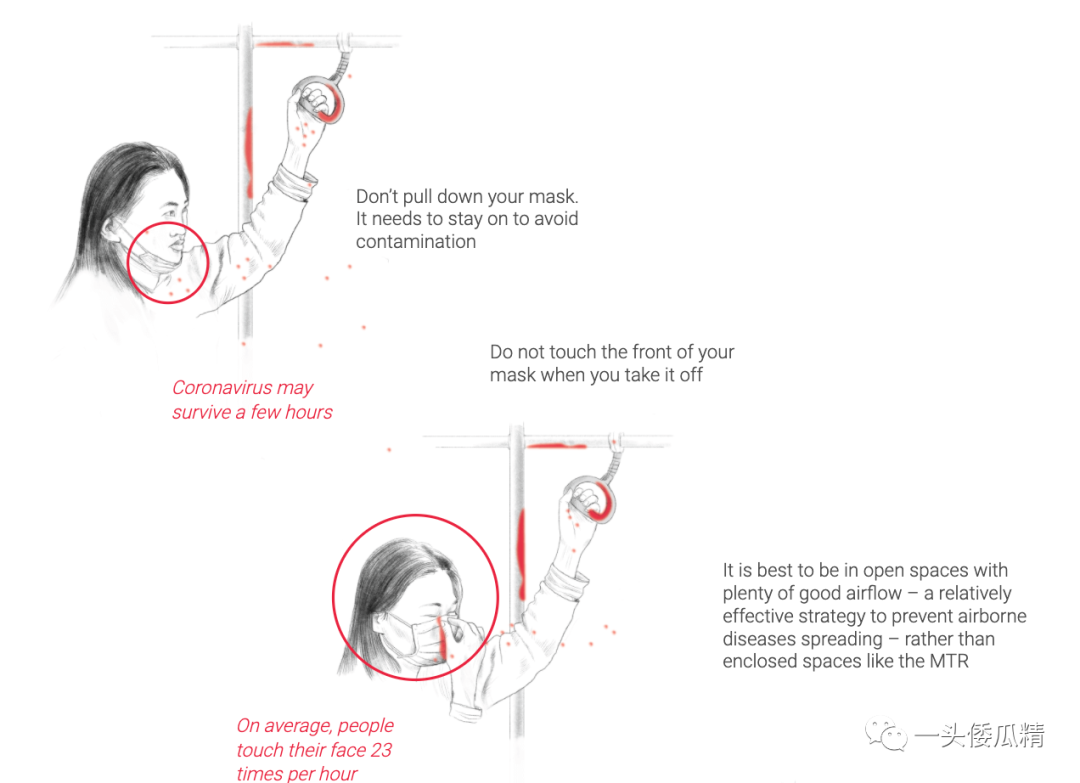 Don’t pull down your mask.
It needs to stay on to avoid
contamination
Do not touch the front of your
mask when you take it off
Coronavirus may
survive a few hours
It is best to be in open spaces with
plenty of good airflow – a relatively
effective strategy to prevent airborne
diseases spreading – rather than
enclosed spaces like the MTR
On average, people
touch their face 23
times per hour
一头倭瓜精